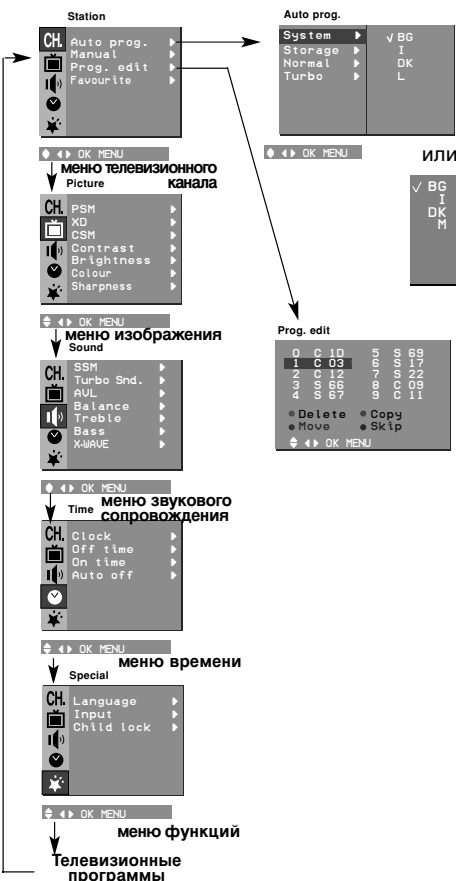 Station
CH.
Auto prog.
Manual
Prog. edit
Favourite
OK MENU
меню телевизионного
канала
Picture
CH.
PSM
XD
CSM
Contrast
Brightness
Colour
Sharpness
OK MENU
меню изображения
Sound
CH.
SSM
Turbo Snd.
AVL
Balance
Treble
Bass
X-WAVE
OK MENU
меню звукового
сопровождения
Time
CH.
Clock
Off time
On time
Auto off
OK MENU
меню времени
Special
CH.
Language
Input
Child lock
OK MENU
меню функций
Телевизионные
программы
Auto prog.
System √ BG
Storage I
Normal DK
Turbo L
OK MENU
или
√ BG
I
DK
M
Prog. edit
0 C 10 5 S 69
1 C 03 6 S 17
2 C 12 7 S 22
3 S 66 8 C 09
4 S 67 9 C 11
Delete Copy
Move Skip
OK MENU